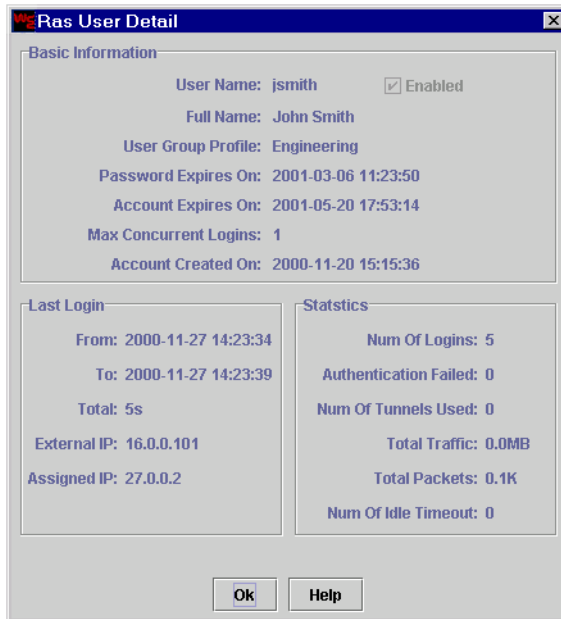 Ras User Detail
Basic Information
User Name: jsmith Enabled
Full Name: John Smith
User Group Profile: Engineering
Password Expires On: 2001-03-06 11:23:50
Account Expires On: 2001-05-20 17:53:14
Max Concurrent Logins: 1
Account Created On: 2000-11-20 15:15:36
Last Login
From: 2000-11-27 14:23:34
To: 2000-11-27 14:23:39
Total: 5s
External IP: 16.0.0.101
Assigned IP: 27.0.0.2
Statstics
Num Of Logins: 5
Authentication Failed: 0
Num Of Tunnels Used: 0
Total Traffic: 0.0MB
Total Packets: 0.1K
Num Of Idle Timeout: 0
Ok Help